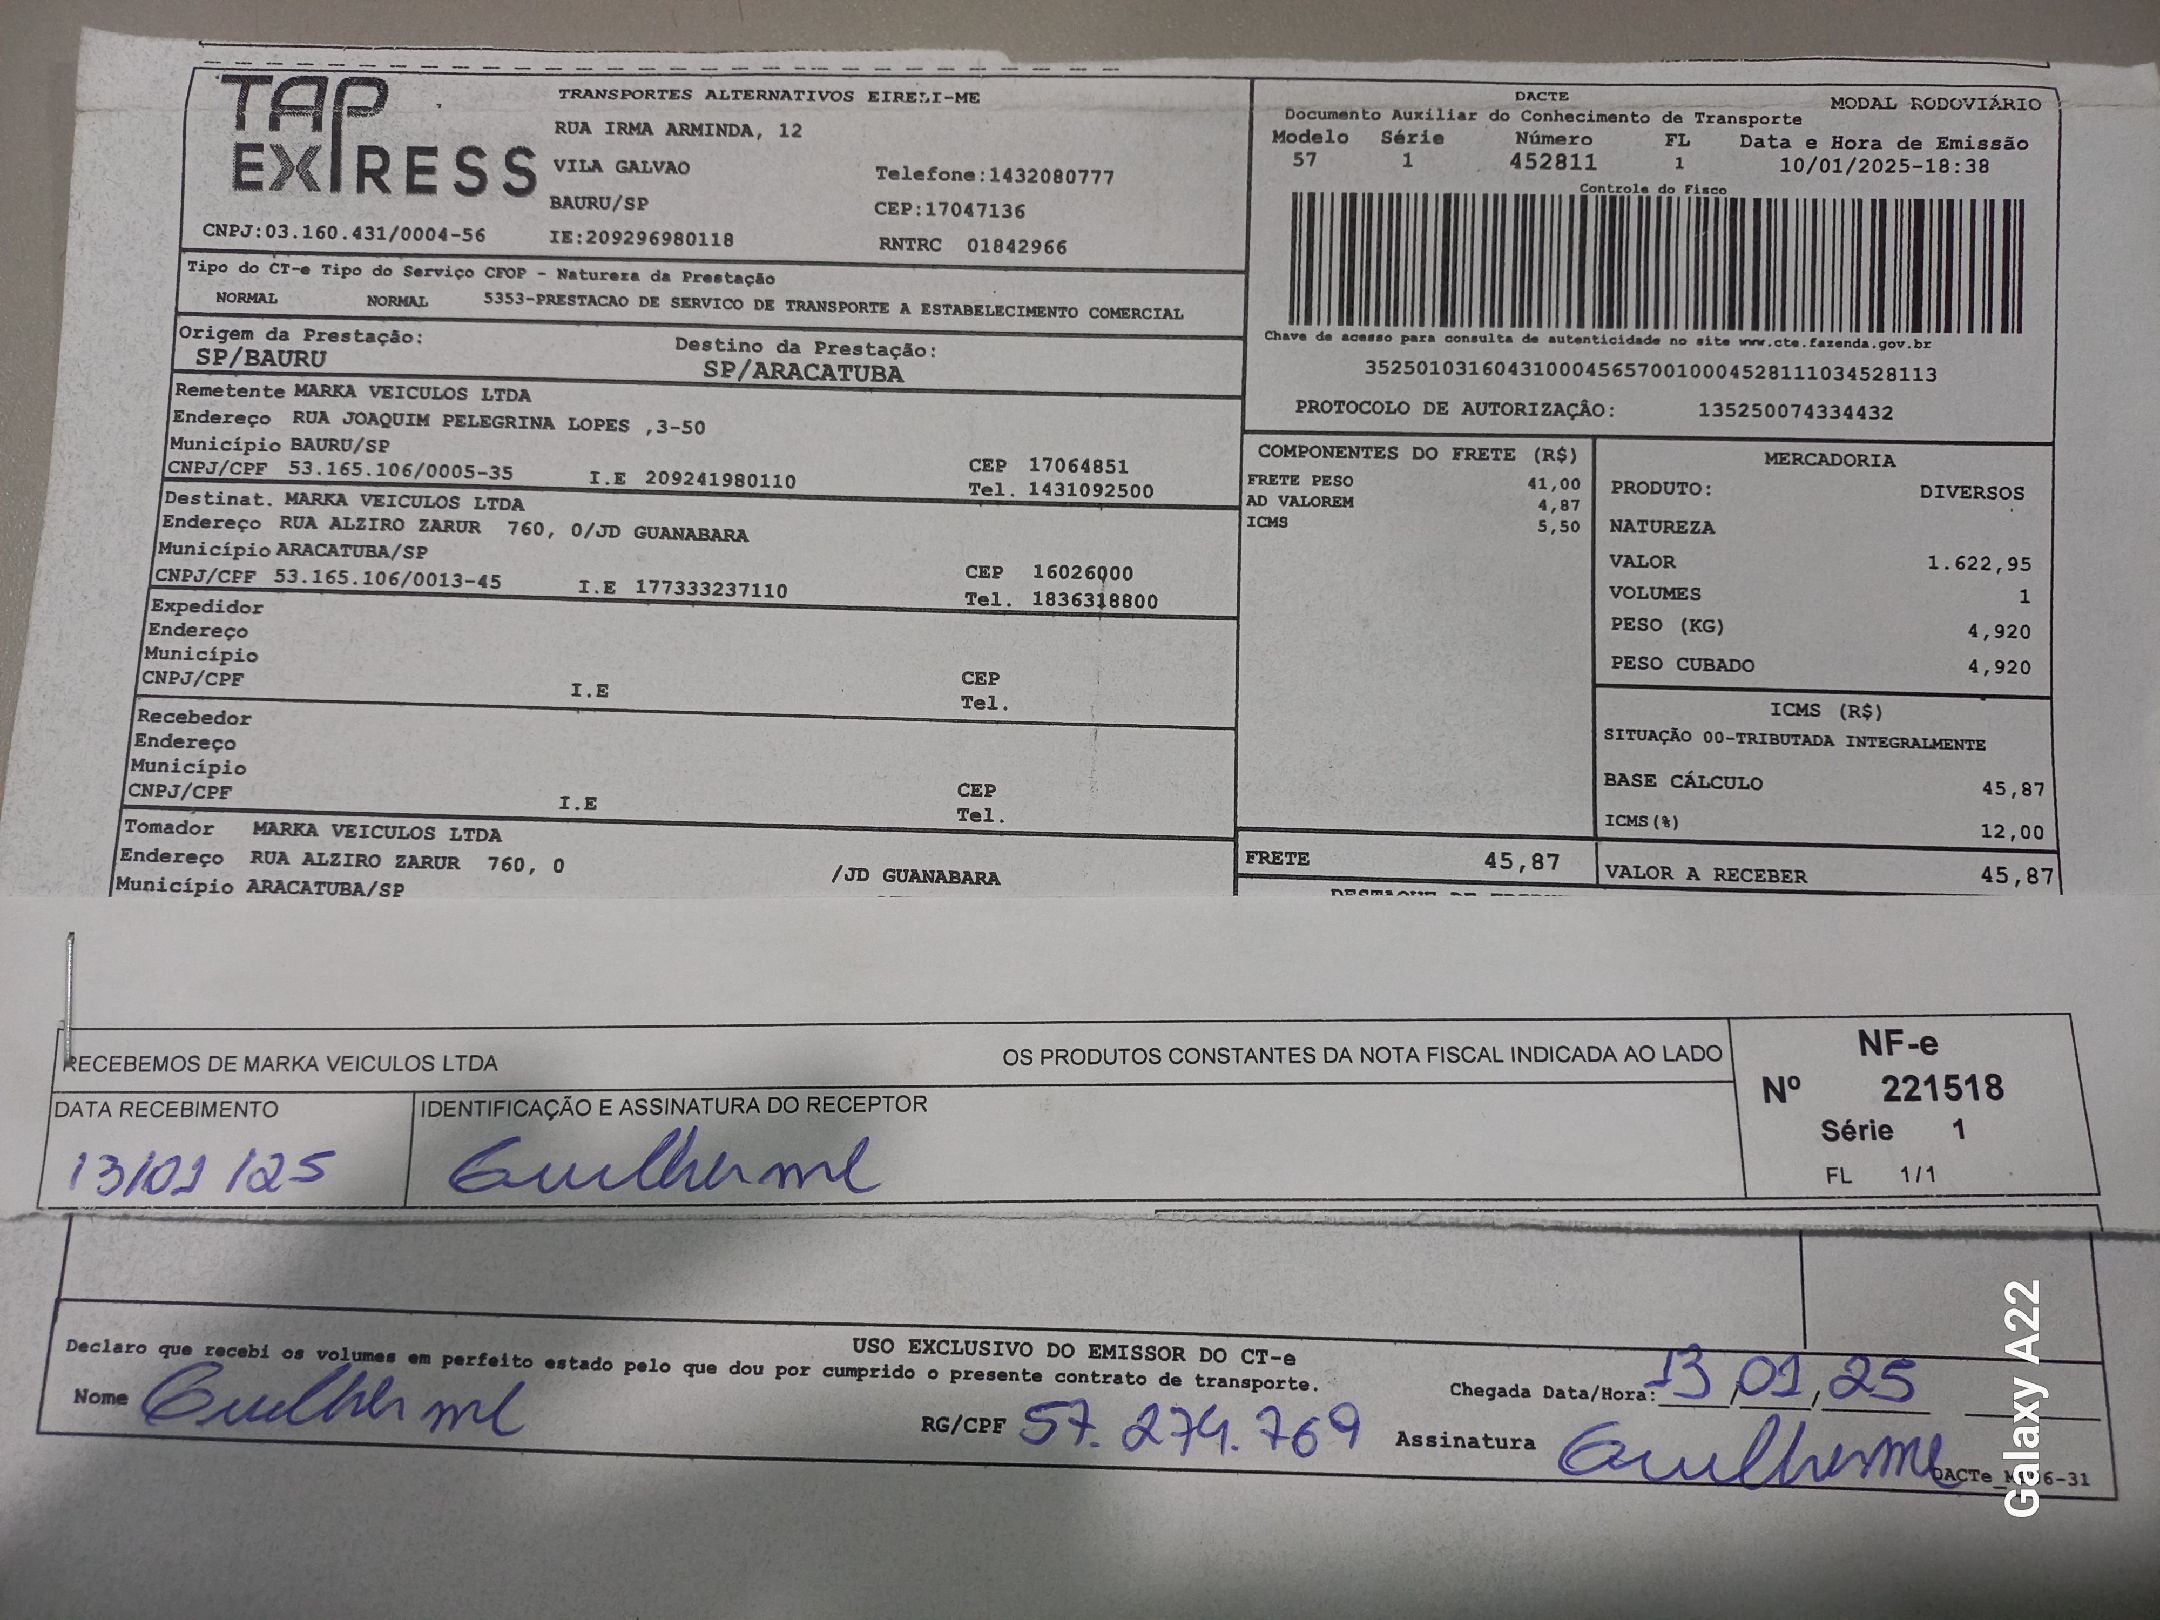 TAP
EXPRESS
TRANSPORTES ALTERNATIVOS EIRELI-ME
RUA IRMA ARMINDA, 12
VILA GALVAO Telefone:1432080777
BAURU/SP CEP:17047136
CNPJ:03.160.431/0004-56 IE:209296980118 RNTRC 01842966
DACTE MODAL RODOVIÁRIO
Documento Auxiliar do Conhecimento de Transporte
Modelo Série Número FL Data e Hora de Emissão
57 1 452811 1 10/01/2025-18:38
Controle do Fisco
Chave de acesso para consulta de autenticidade no site www.cte.fazenda.gov.br
35250103160431000456570010004528111034528113
PROTOCOLO DE AUTORIZAÇÃO: 135250074334432
Tipo do CT-e Tipo do Serviço CFOP - Natureza da Prestação
NORMAL NORMAL 5353-PRESTACAO DE SERVICO DE TRANSPORTE A ESTABELECIMENTO COMERCIAL
Origem da Prestação: Destino da Prestação:
SP/BAURU SP/ARACATUBA
Remetente MARKA VEICULOS LTDA
Endereço RUA JOAQUIM PELEGRINA LOPES ,3-50
Município BAURU/SP CEP 17064851
CNPJ/CPF 53.165.106/0005-35 I.E 209241980110 Tel. 1431092500
Destinat. MARKA VEICULOS LTDA
Endereço RUA ALZIRO ZARUR 760, 0/JD GUANABARA
Município ARACATUBA/SP CEP 16026000
CNPJ/CPF 53.165.106/0013-45 I.E 177333237110 Tel. 1836318800
Expedidor
Endereço
Município CEP
CNPJ/CPF I.E Tel.
Recebedor
Endereço
Município CEP
CNPJ/CPF I.E Tel.
Tomador MARKA VEICULOS LTDA
Endereço RUA ALZIRO ZARUR 760, 0 /JD GUANABARA
Município ARACATUBA/SP
COMPONENTES DO FRETE (R$)
FRETE PESO 41,00
AD VALOREM 4,87
ICMS 5,50
FRETE 45,87
MERCADORIA
PRODUTO: DIVERSOS
NATUREZA
VALOR 1.622,95
VOLUMES 1
PESO (KG) 4,920
PESO CUBADO 4,920
ICMS (R$)
SITUAÇÃO 00-TRIBUTADA INTEGRALMENTE
BASE CÁLCULO 45,87
ICMS(%) 12,00
VALOR A RECEBER 45,87
RECEBEMOS DE MARKA VEICULOS LTDA OS PRODUTOS CONSTANTES DA NOTA FISCAL INDICADA AO LADO
DATA RECEBIMENTO IDENTIFICAÇÃO E ASSINATURA DO RECEPTOR
13/01/25 Guilherme
NF-e
Nº 221518
Série 1
FL 1/1
USO EXCLUSIVO DO EMISSOR DO CT-e
Declaro que recebi os volumes em perfeito estado pelo que dou por cumprido o presente contrato de transporte.
Chegada Data/Hora: 13,01,25
Nome Guilherme RG/CPF 57.274.769 Assinatura Guilherme
Galaxy A22